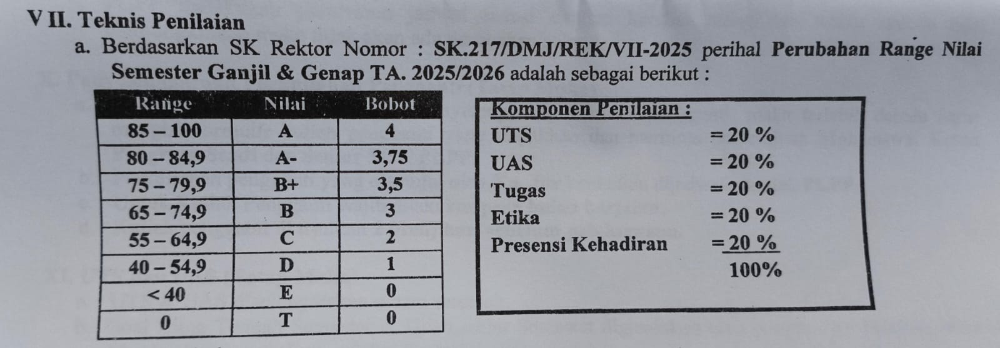 V II. Teknis Penilaian
a. Berdasarkan SK Rektor Nomor : SK.217/DMJ/REK/VII-2025 perihal Perubahan Range Nilai
Semester Ganjil & Genap TA. 2025/2026 adalah sebagai berikut :
Range Nilai Bobot
85 – 100 A 4
80 – 84,9 A- 3,75
75 – 79,9 B+ 3,5
65 – 74,9 B 3
55 – 64,9 C 2
40 – 54,9 D 1
< 40 E 0
0 T 0
Komponen Penilaian :
UTS = 20 %
UAS = 20 %
Tugas = 20 %
Etika = 20 %
Presensi Kehadiran = 20 %
100%